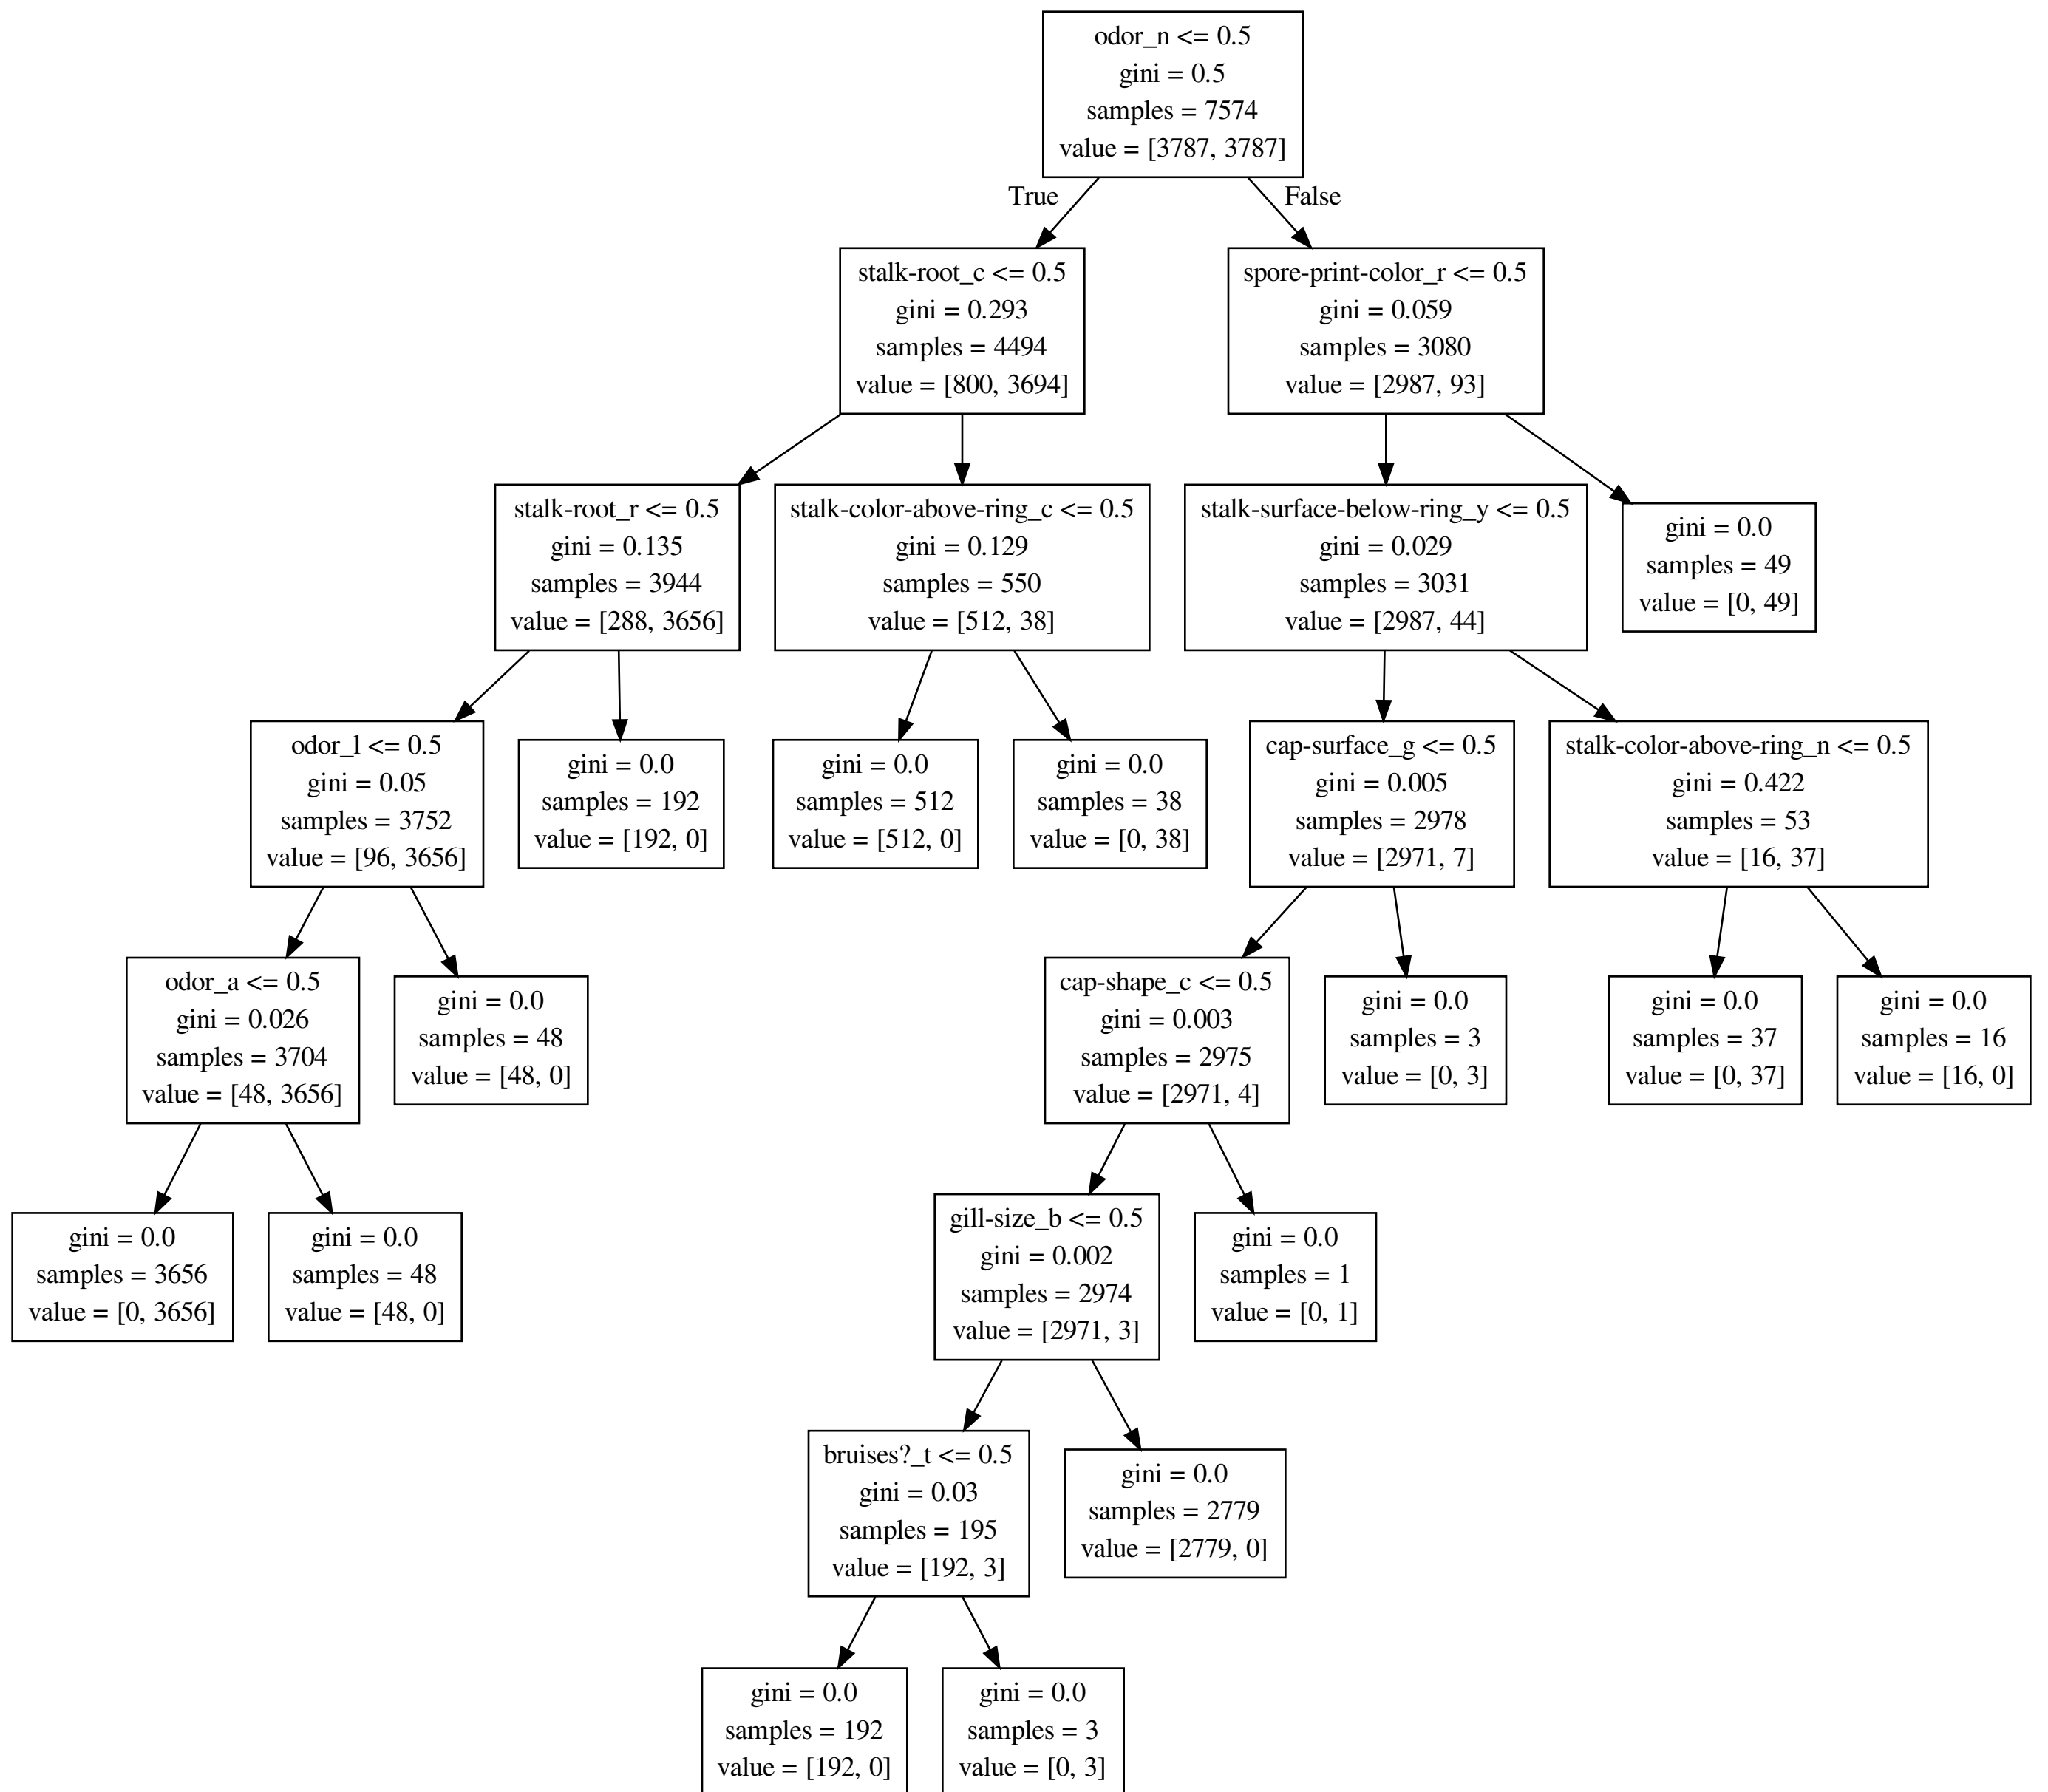 odor_n <= 0.5
gini = 0.5
samples = 7574
value = [3787, 3787]
True
False
stalk-root_c <= 0.5
gini = 0.293
samples = 4494
value = [800, 3694]
spore-print-color_r <= 0.5
gini = 0.059
samples = 3080
value = [2987, 93]
stalk-root_r <= 0.5
gini = 0.135
samples = 3944
value = [288, 3656]
stalk-color-above-ring_c <= 0.5
gini = 0.129
samples = 550
value = [512, 38]
stalk-surface-below-ring_y <= 0.5
gini = 0.029
samples = 3031
value = [2987, 44]
gini = 0.0
samples = 49
value = [0, 49]
odor_l <= 0.5
gini = 0.05
samples = 3752
value = [96, 3656]
gini = 0.0
samples = 192
value = [192, 0]
gini = 0.0
samples = 512
value = [512, 0]
gini = 0.0
samples = 38
value = [0, 38]
cap-surface_g <= 0.5
gini = 0.005
samples = 2978
value = [2971, 7]
stalk-color-above-ring_n <= 0.5
gini = 0.422
samples = 53
value = [16, 37]
odor_a <= 0.5
gini = 0.026
samples = 3704
value = [48, 3656]
gini = 0.0
samples = 48
value = [48, 0]
cap-shape_c <= 0.5
gini = 0.003
samples = 2975
value = [2971, 4]
gini = 0.0
samples = 3
value = [0, 3]
gini = 0.0
samples = 37
value = [0, 37]
gini = 0.0
samples = 16
value = [16, 0]
gini = 0.0
samples = 3656
value = [0, 3656]
gini = 0.0
samples = 48
value = [48, 0]
gill-size_b <= 0.5
gini = 0.002
samples = 2974
value = [2971, 3]
gini = 0.0
samples = 1
value = [0, 1]
bruises?_t <= 0.5
gini = 0.03
samples = 195
value = [192, 3]
gini = 0.0
samples = 2779
value = [2779, 0]
gini = 0.0
samples = 192
value = [192, 0]
gini = 0.0
samples = 3
value = [0, 3]